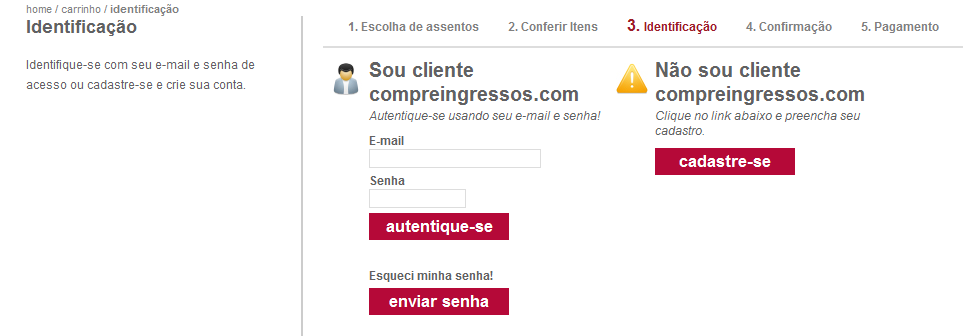 home / carrinho / identificação
Identificação
Identifique-se com seu e-mail e senha de
acesso ou cadastre-se e crie sua conta.
1. Escolha de assentos 2. Conferir Itens 3. Identificação 4. Confirmação 5. Pagamento
Sou cliente
compreingressos.com
Autentique-se usando seu e-mail e senha!
E-mail
Senha
autentique-se
Esqueci minha senha!
enviar senha
Não sou cliente
compreingressos.com
Clique no link abaixo e preencha seu
cadastro.
cadastre-se